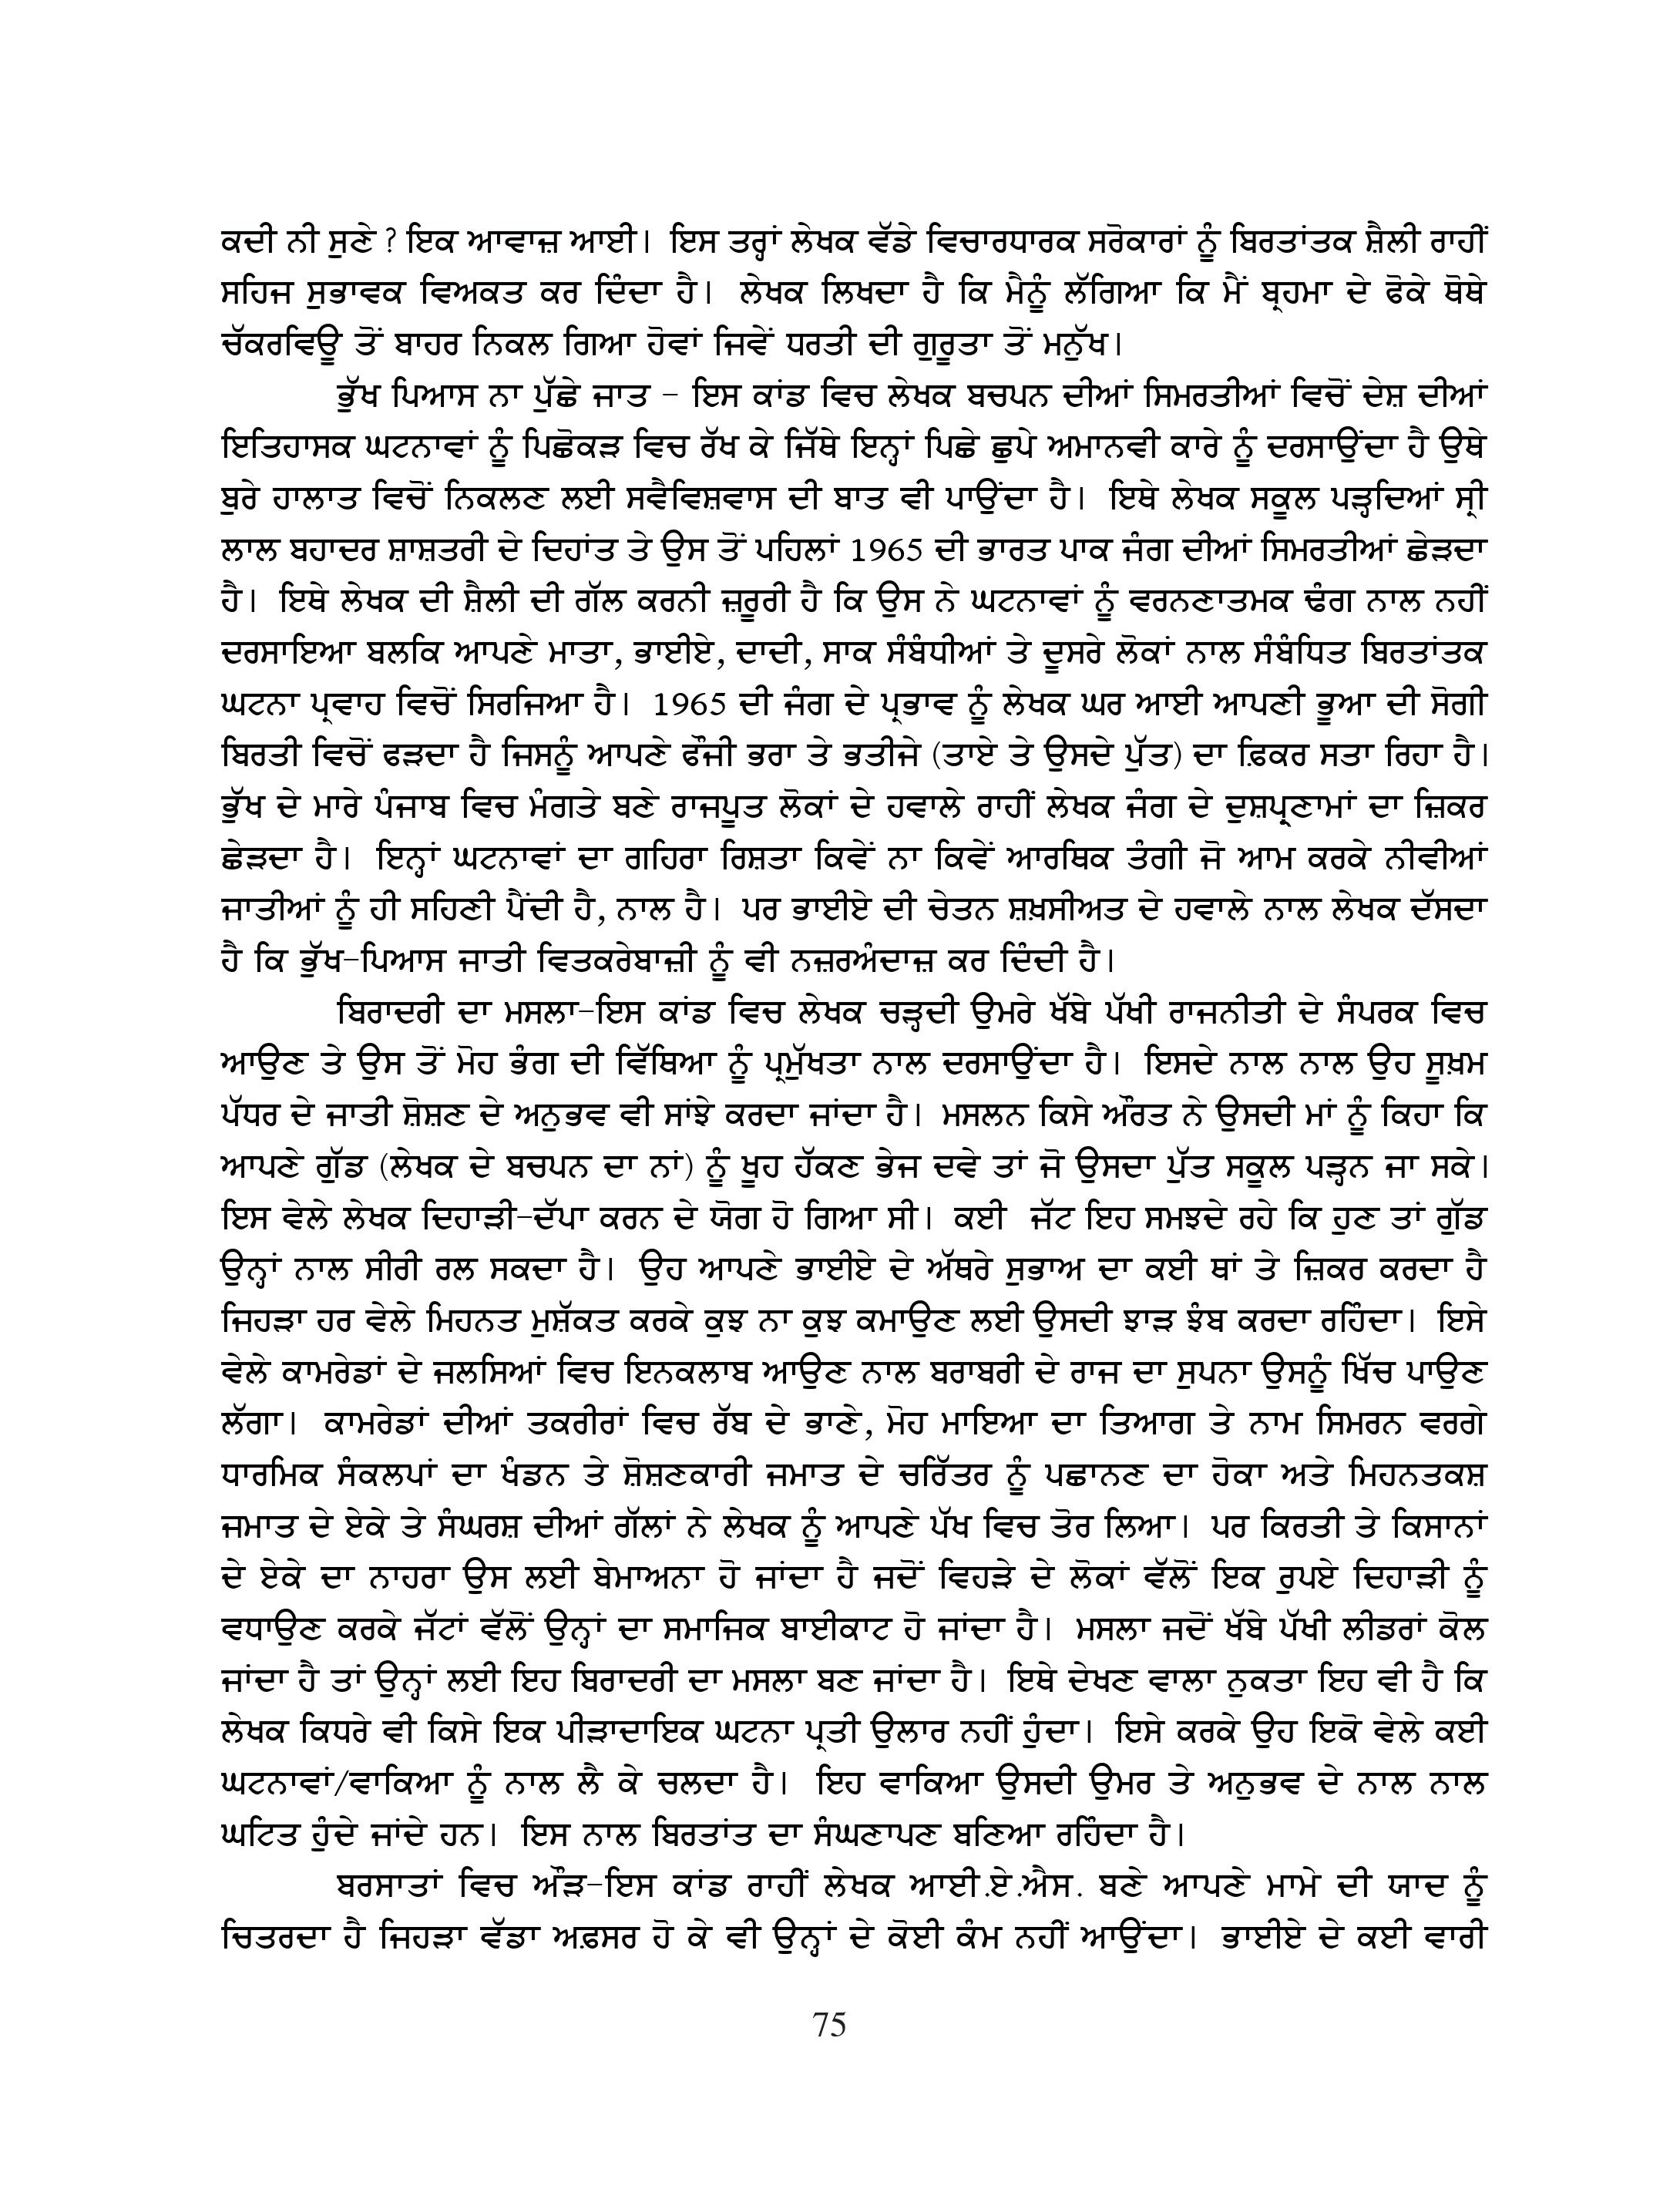 ਕਦੀ ਨੀ ਸੁਣੇ ? ਇਕ ਆਵਾਜ਼ ਆਈ। ਇਸ ਤਰ੍ਹਾਂ ਲੇਖਕ ਵੱਡੇ ਵਿਚਾਰਧਾਰਕ ਸਰੋਕਾਰਾਂ ਨੂੰ ਬਿਰਤਾਂਤਕ ਸ਼ੈਲੀ ਰਾਹੀਂ
ਸਹਿਜ ਸੁਭਾਵਕ ਵਿਅਕਤ ਕਰ ਦਿੰਦਾ ਹੈ। ਲੇਖਕ ਲਿਖਦਾ ਹੈ ਕਿ ਮੈਨੂੰ ਲੱਗਿਆ ਕਿ ਮੈਂ ਬ੍ਰਹਮਾ ਦੇ ਫੋਕੇ ਥੋਥੇ
ਚੱਕਰਵਿਊ ਤੋਂ ਬਾਹਰ ਨਿਕਲ ਗਿਆ ਹੋਵਾਂ ਜਿਵੇਂ ਧਰਤੀ ਦੀ ਗੁਰੂਤਾ ਤੋਂ ਮਨੁੱਖ।
ਭੁੱਖ ਪਿਆਸ ਨਾ ਪੁੱਛੇ ਜਾਤ - ਇਸ ਕਾਂਡ ਵਿਚ ਲੇਖਕ ਬਚਪਨ ਦੀਆਂ ਸਿਮਰਤੀਆਂ ਵਿਚੋਂ ਦੇਸ਼ ਦੀਆਂ
ਇਤਿਹਾਸਕ ਘਟਨਾਵਾਂ ਨੂੰ ਪਿਛੋਕੜ ਵਿਚ ਰੱਖ ਕੇ ਜਿੱਥੇ ਇਨ੍ਹਾਂ ਪਿਛੇ ਛੁਪੇ ਅਮਾਨਵੀ ਕਾਰੇ ਨੂੰ ਦਰਸਾਉਂਦਾ ਹੈ ਉਥੇ
ਬੁਰੇ ਹਾਲਾਤ ਵਿਚੋਂ ਨਿਕਲਣ ਲਈ ਸਵੈਵਿਸ਼ਵਾਸ ਦੀ ਬਾਤ ਵੀ ਪਾਉਂਦਾ ਹੈ। ਇਥੇ ਲੇਖਕ ਸਕੂਲ ਪੜ੍ਹਦਿਆਂ ਸ੍ਰੀ
ਲਾਲ ਬਹਾਦਰ ਸ਼ਾਸ਼ਤਰੀ ਦੇ ਦਿਹਾਂਤ ਤੇ ਉਸ ਤੋਂ ਪਹਿਲਾਂ 1965 ਦੀ ਭਾਰਤ ਪਾਕ ਜੰਗ ਦੀਆਂ ਸਿਮਰਤੀਆਂ ਛੇੜਦਾ
ਹੈ। ਇਥੇ ਲੇਖਕ ਦੀ ਸ਼ੈਲੀ ਦੀ ਗੱਲ ਕਰਨੀ ਜ਼ਰੂਰੀ ਹੈ ਕਿ ਉਸ ਨੇ ਘਟਨਾਵਾਂ ਨੂੰ ਵਰਨਣਾਤਮਕ ਢੰਗ ਨਾਲ ਨਹੀਂ
ਦਰਸਾਇਆ ਬਲਕਿ ਆਪਣੇ ਮਾਤਾ, ਭਾਈਏ, ਦਾਦੀ, ਸਾਕ ਸੰਬੰਧੀਆਂ ਤੇ ਦੂਸਰੇ ਲੋਕਾਂ ਨਾਲ ਸੰਬੰਧਿਤ ਬਿਰਤਾਂਤਕ
ਘਟਨਾ ਪ੍ਰਵਾਹ ਵਿਚੋਂ ਸਿਰਜਿਆ ਹੈ। 1965 ਦੀ ਜੰਗ ਦੇ ਪ੍ਰਭਾਵ ਨੂੰ ਲੇਖਕ ਘਰ ਆਈ ਆਪਣੀ ਭੂਆ ਦੀ ਸੋਗੀ
ਬਿਰਤੀ ਵਿਚੋਂ ਫੜਦਾ ਹੈ ਜਿਸਨੂੰ ਆਪਣੇ ਫੌਜੀ ਭਰਾ ਤੇ ਭਤੀਜੇ (ਤਾਏ ਤੇ ਉਸਦੇ ਪੁੱਤ) ਦਾ ਫ਼ਿਕਰ ਸਤਾ ਰਿਹਾ ਹੈ।
ਭੁੱਖ ਦੇ ਮਾਰੇ ਪੰਜਾਬ ਵਿਚ ਮੰਗਤੇ ਬਣੇ ਰਾਜਪੂਤ ਲੋਕਾਂ ਦੇ ਹਵਾਲੇ ਰਾਹੀਂ ਲੇਖਕ ਜੰਗ ਦੇ ਦੁਸ਼ਪ੍ਰਣਾਮਾਂ ਦਾ ਜ਼ਿਕਰ
ਛੇੜਦਾ ਹੈ। ਇਨ੍ਹਾਂ ਘਟਨਾਵਾਂ ਦਾ ਗਹਿਰਾ ਰਿਸ਼ਤਾ ਕਿਵੇਂ ਨਾ ਕਿਵੇਂ ਆਰਥਿਕ ਤੰਗੀ ਜੋ ਆਮ ਕਰਕੇ ਨੀਵੀਆਂ
ਜਾਤੀਆਂ ਨੂੰ ਹੀ ਸਹਿਣੀ ਪੈਂਦੀ ਹੈ, ਨਾਲ ਹੈ। ਪਰ ਭਾਈਏ ਦੀ ਚੇਤਨ ਸ਼ਖ਼ਸੀਅਤ ਦੇ ਹਵਾਲੇ ਨਾਲ ਲੇਖਕ ਦੱਸਦਾ
ਹੈ ਕਿ ਭੁੱਖ-ਪਿਆਸ ਜਾਤੀ ਵਿਤਕਰੇਬਾਜ਼ੀ ਨੂੰ ਵੀ ਨਜ਼ਰਅੰਦਾਜ਼ ਕਰ ਦਿੰਦੀ ਹੈ।
ਬਿਰਾਦਰੀ ਦਾ ਮਸਲਾ-ਇਸ ਕਾਂਡ ਵਿਚ ਲੇਖਕ ਚੜ੍ਹਦੀ ਉਮਰੇ ਖੱਬੇ ਪੱਖੀ ਰਾਜਨੀਤੀ ਦੇ ਸੰਪਰਕ ਵਿਚ
ਆਉਣ ਤੇ ਉਸ ਤੋਂ ਮੋਹ ਭੰਗ ਦੀ ਵਿੱਥਿਆ ਨੂੰ ਪ੍ਰਮੁੱਖਤਾ ਨਾਲ ਦਰਸਾਉਂਦਾ ਹੈ। ਇਸਦੇ ਨਾਲ ਨਾਲ ਉਹ ਸੂਖ਼ਮ
ਪੱਧਰ ਦੇ ਜਾਤੀ ਸ਼ੋਸ਼ਣ ਦੇ ਅਨੁਭਵ ਵੀ ਸਾਂਝੇ ਕਰਦਾ ਜਾਂਦਾ ਹੈ। ਮਸਲਨ ਕਿਸੇ ਔਰਤ ਨੇ ਉਸਦੀ ਮਾਂ ਨੂੰ ਕਿਹਾ ਕਿ
ਆਪਣੇ ਗੁੱਡ (ਲੇਖਕ ਦੇ ਬਚਪਨ ਦਾ ਨਾਂ) ਨੂੰ ਖੂਹ ਹੱਕਣ ਭੇਜ ਦਵੇ ਤਾਂ ਜੋ ਉਸਦਾ ਪੁੱਤ ਸਕੂਲ ਪੜ੍ਹਨ ਜਾ ਸਕੇ।
ਇਸ ਵੇਲੇ ਲੇਖਕ ਦਿਹਾੜੀ-ਦੱਪਾ ਕਰਨ ਦੇ ਯੋਗ ਹੋ ਗਿਆ ਸੀ। ਕਈ ਜੱਟ ਇਹ ਸਮਝਦੇ ਰਹੇ ਕਿ ਹੁਣ ਤਾਂ ਗੁੱਡ
ਉਨ੍ਹਾਂ ਨਾਲ ਸੀਰੀ ਰਲ ਸਕਦਾ ਹੈ। ਉਹ ਆਪਣੇ ਭਾਈਏ ਦੇ ਅੱਥਰੇ ਸੁਭਾਅ ਦਾ ਕਈ ਥਾਂ ਤੇ ਜ਼ਿਕਰ ਕਰਦਾ ਹੈ
ਜਿਹੜਾ ਹਰ ਵੇਲੇ ਮਿਹਨਤ ਮੁਸ਼ੱਕਤ ਕਰਕੇ ਕੁਝ ਨਾ ਕੁਝ ਕਮਾਉਣ ਲਈ ਉਸਦੀ ਝਾੜ ਝੰਬ ਕਰਦਾ ਰਹਿੰਦਾ। ਇਸੇ
ਵੇਲੇ ਕਾਮਰੇਡਾਂ ਦੇ ਜਲਸਿਆਂ ਵਿਚ ਇਨਕਲਾਬ ਆਉਣ ਨਾਲ ਬਰਾਬਰੀ ਦੇ ਰਾਜ ਦਾ ਸੁਪਨਾ ਉਸਨੂੰ ਖਿੱਚ ਪਾਉਣ
ਲੱਗਾ। ਕਾਮਰੇਡਾਂ ਦੀਆਂ ਤਕਰੀਰਾਂ ਵਿਚ ਰੱਬ ਦੇ ਭਾਣੇ, ਮੋਹ ਮਾਇਆ ਦਾ ਤਿਆਗ ਤੇ ਨਾਮ ਸਿਮਰਨ ਵਰਗੇ
ਧਾਰਮਿਕ ਸੰਕਲਪਾਂ ਦਾ ਖੰਡਨ ਤੇ ਸ਼ੋਸ਼ਣਕਾਰੀ ਜਮਾਤ ਦੇ ਚਰਿੱਤਰ ਨੂੰ ਪਛਾਨਣ ਦਾ ਹੋਕਾ ਅਤੇ ਮਿਹਨਤਕਸ਼
ਜਮਾਤ ਦੇ ਏਕੇ ਤੇ ਸੰਘਰਸ਼ ਦੀਆਂ ਗੱਲਾਂ ਨੇ ਲੇਖਕ ਨੂੰ ਆਪਣੇ ਪੱਖ ਵਿਚ ਤੋਰ ਲਿਆ। ਪਰ ਕਿਰਤੀ ਤੇ ਕਿਸਾਨਾਂ
ਦੇ ਏਕੇ ਦਾ ਨਾਹਰਾ ਉਸ ਲਈ ਬੇਮਾਅਨਾ ਹੋ ਜਾਂਦਾ ਹੈ ਜਦੋਂ ਵਿਹੜੇ ਦੇ ਲੋਕਾਂ ਵੱਲੋਂ ਇਕ ਰੁਪਏ ਦਿਹਾੜੀ ਨੂੰ
ਵਧਾਉਣ ਕਰਕੇ ਜੱਟਾਂ ਵੱਲੋਂ ਉਨ੍ਹਾਂ ਦਾ ਸਮਾਜਿਕ ਬਾਈਕਾਟ ਹੋ ਜਾਂਦਾ ਹੈ। ਮਸਲਾ ਜਦੋਂ ਖੱਬੇ ਪੱਖੀ ਲੀਡਰਾਂ ਕੋਲ
ਜਾਂਦਾ ਹੈ ਤਾਂ ਉਨ੍ਹਾਂ ਲਈ ਇਹ ਬਿਰਾਦਰੀ ਦਾ ਮਸਲਾ ਬਣ ਜਾਂਦਾ ਹੈ। ਇਥੇ ਦੇਖਣ ਵਾਲਾ ਨੁਕਤਾ ਇਹ ਵੀ ਹੈ ਕਿ
ਲੇਖਕ ਕਿਧਰੇ ਵੀ ਕਿਸੇ ਇਕ ਪੀੜਾਦਾਇਕ ਘਟਨਾ ਪ੍ਰਤੀ ਉਲਾਰ ਨਹੀਂ ਹੁੰਦਾ। ਇਸੇ ਕਰਕੇ ਉਹ ਇਕੋ ਵੇਲੇ ਕਈ
ਘਟਨਾਵਾਂ/ਵਾਕਿਆ ਨੂੰ ਨਾਲ ਲੈ ਕੇ ਚਲਦਾ ਹੈ। ਇਹ ਵਾਕਿਆ ਉਸਦੀ ਉਮਰ ਤੇ ਅਨੁਭਵ ਦੇ ਨਾਲ ਨਾਲ
ਘਟਿਤ ਹੁੰਦੇ ਜਾਂਦੇ ਹਨ। ਇਸ ਨਾਲ ਬਿਰਤਾਂਤ ਦਾ ਸੰਘਣਾਪਣ ਬਣਿਆ ਰਹਿੰਦਾ ਹੈ।
ਬਰਸਾਤਾਂ ਵਿਚ ਔੜ-ਇਸ ਕਾਂਡ ਰਾਹੀਂ ਲੇਖਕ ਆਈ.ਏ.ਐਸ. ਬਣੇ ਆਪਣੇ ਮਾਮੇ ਦੀ ਯਾਦ ਨੂੰ
ਚਿਤਰਦਾ ਹੈ ਜਿਹੜਾ ਵੱਡਾ ਅਫ਼ਸਰ ਹੋ ਕੇ ਵੀ ਉਨ੍ਹਾਂ ਦੇ ਕੋਈ ਕੰਮ ਨਹੀਂ ਆਉਂਦਾ। ਭਾਈਏ ਦੇ ਕਈ ਵਾਰੀ
75